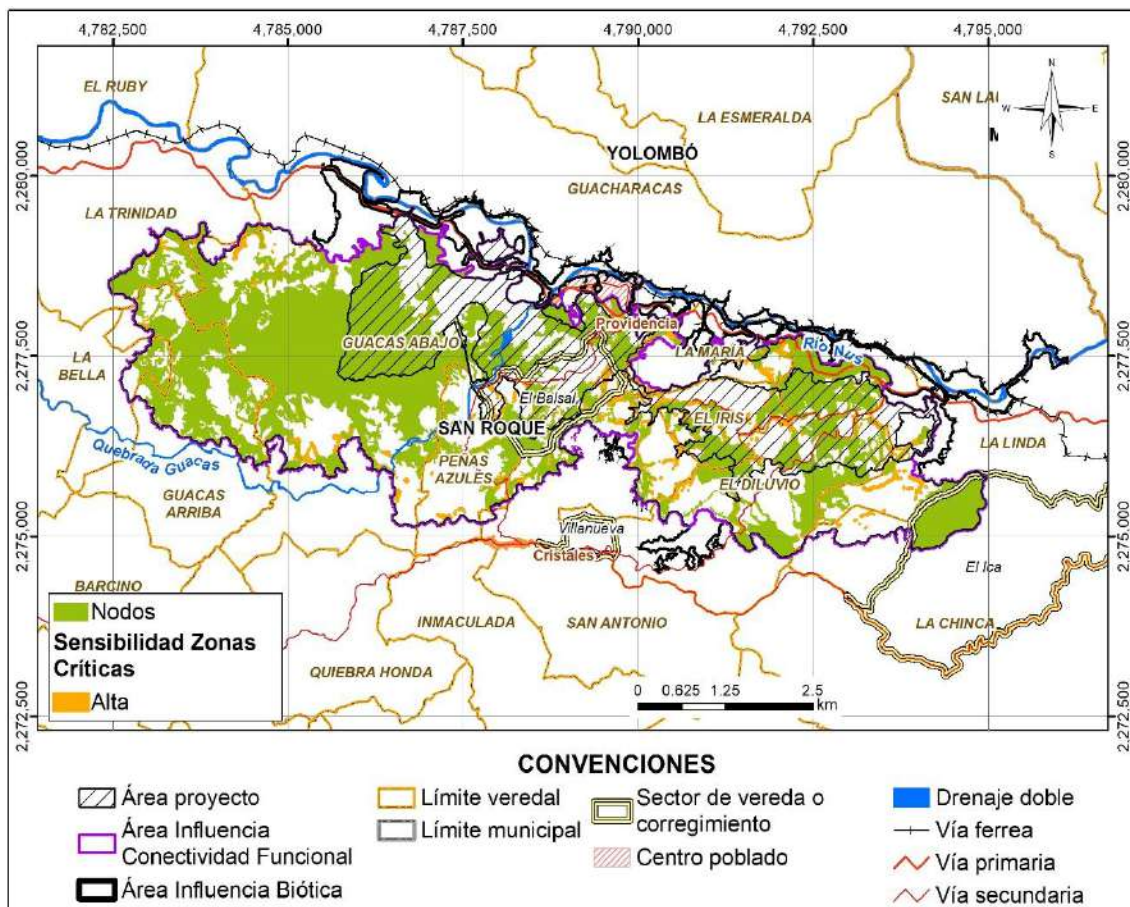 4,782,500 4,785,000 4,787,500 4,790,000 4,792,500 4,795,000
EL RUBY
LA ESMERALDA
N
W E
S
YOLOMBÓ
2,280,000 2,280,000
GUACHARACAS
LA TRINIDAD
Providencia
GUACAS ABAJO
LA MARIA
Río Nus
2,277,500 2,277,500
LA
BELLA
El Balsal
SAN ROQUE
EL IRIS
LA LINDA
Quebrada Guacas
PEÑAS
AZULES
EL DILUVIO
GUACAS
ARRIBA
Villanueva
2,275,000 2,275,000
Cristales
El Ica
BARCINO
INMACULADA
SAN ANTONIO
LA CHINCA
QUIEBRA HONDA
Nodos
Sensibilidad Zonas
Críticas
Alta
0 0.625 1.25 2.5
km
2,272,500 2,272,500
CONVENCIONES
Área proyecto
Área Influencia
Conectividad Funcional
Área Influencia Biótica
Límite veredal
Límite municipal
Sector de vereda o
corregimiento
Centro poblado
Drenaje doble
Vía ferrea
Vía primaria
Vía secundaria